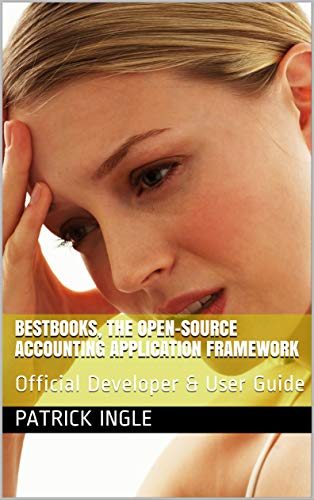 BESTBOOKS, THE OPEN-SOURCE
ACCOUNTING APPLICATION FRAMEWORK
Official Developer & User Guide
PATRICK INGLE